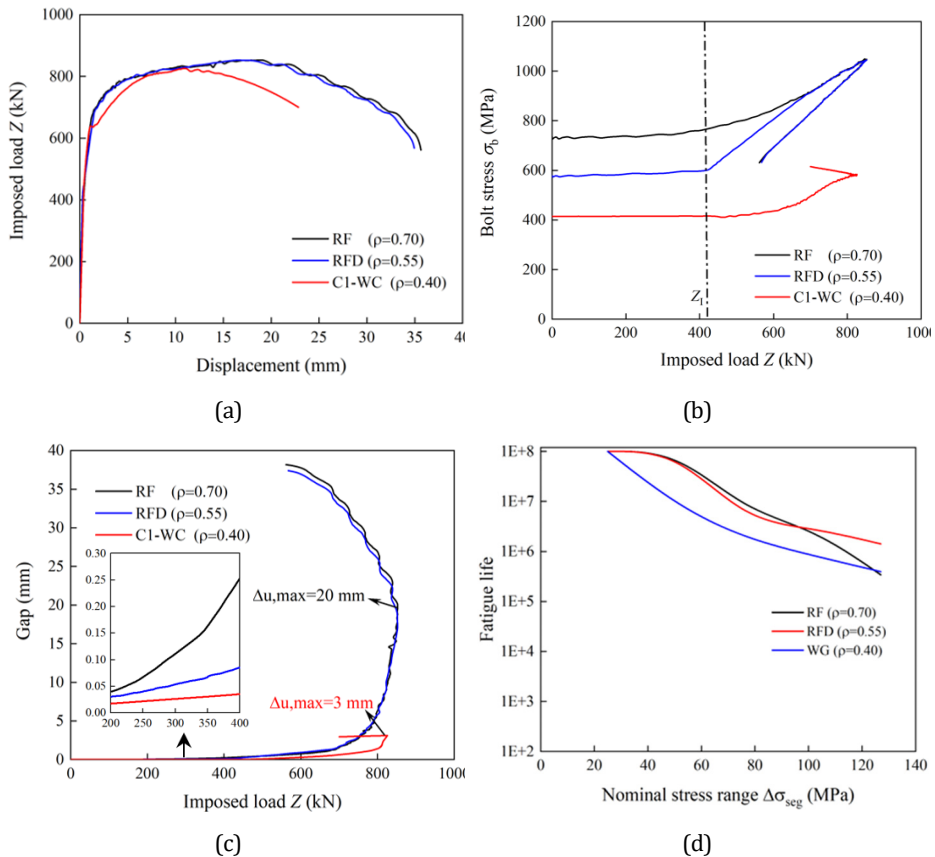 1000
800
600
400
200
0
Imposed load Z (kN)
RF (ρ=0.70)
RFD (ρ=0.55)
C1-WC (ρ=0.40)
0 5 10 15 20 25 30 35 40
Displacement (mm)
(a)
1200
1000
800
600
400
200
0
Bolt stress σb (MPa)
RF (ρ=0.70)
RFD (ρ=0.55)
C1-WC (ρ=0.40)
ZI
0 200 400 600 800 1000
Imposed load Z (kN)
(b)
40
35
30
25
20
15
10
5
0
Gap (mm)
RF (ρ=0.70)
RFD (ρ=0.55)
C1-WC (ρ=0.40)
0.30
0.25
0.20
0.15
0.10
0.05
0.00
200 250 300 350 400
Δu,max=20 mm
Δu,max=3 mm
0 200 400 600 800 1000
Imposed load Z (kN)
(c)
1E+8
1E+7
1E+6
1E+5
1E+4
1E+3
1E+2
Fatigue life
RF (ρ=0.70)
RFD (ρ=0.55)
WG (ρ=0.40)
0 20 40 60 80 100 120 140
Nominal stress range Δσseg (MPa)
(d)